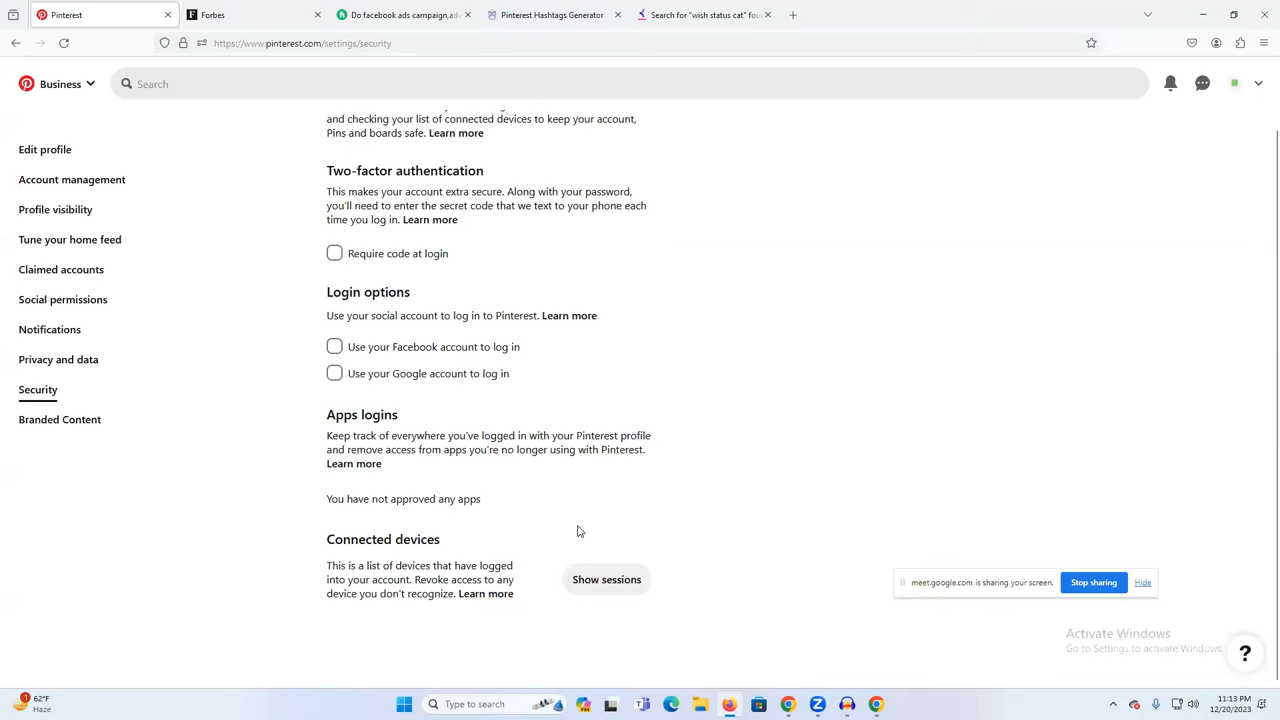 Pinterest
Forbes
Do facebook ads campaign,adv
Pinterest Hashtags Generator
Search for "wish status cat" fou
https://www.pinterest.com/settings/security
Business
Search
and checking your list of connected devices to keep your account,
Pins and boards safe. Learn more
Edit profile
Account management
Profile visibility
Tune your home feed
Claimed accounts
Social permissions
Notifications
Privacy and data
Security
Branded Content
Two-factor authentication
This makes your account extra secure. Along with your password,
you'll need to enter the secret code that we text to your phone each
time you log in. Learn more
Require code at login
Login options
Use your social account to log in to Pinterest. Learn more
Use your Facebook account to log in
Use your Google account to log in
Apps logins
Keep track of everywhere you've logged in with your Pinterest profile
and remove access from apps you're no longer using with Pinterest.
Learn more
You have not approved any apps
Connected devices
This is a list of devices that have logged
into your account. Revoke access to any
device you don't recognize. Learn more
Show sessions
meet.google.com is sharing your screen. Stop sharing Hide
Activate Windows
Go to Settings to activate Windows.
?
62°F
Haze
Type to search
11:13 PM
12/20/2023